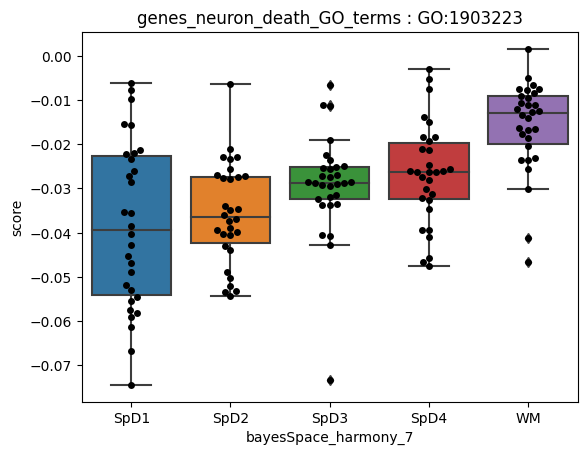 genes_neuron_death_GO_terms : GO:1903223
0.00
−0.01
−0.02
−0.03
−0.04
−0.05
−0.06
−0.07
score
SpD1 SpD2 SpD3 SpD4 WM
bayesSpace_harmony_7